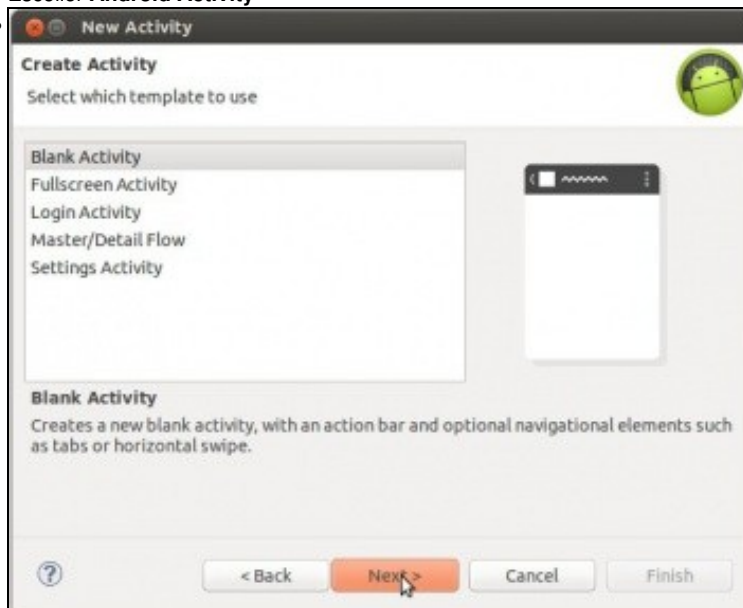 Android Activity
New Activity
Create Activity
Select which template to use
Blank Activity
Fullscreen Activity
Login Activity
Master/Detail Flow
Settings Activity
Blank Activity
Creates a new blank activity, with an action bar and optional navigational elements such
as tabs or horizontal swipe.
< Back Next > Cancel Finish